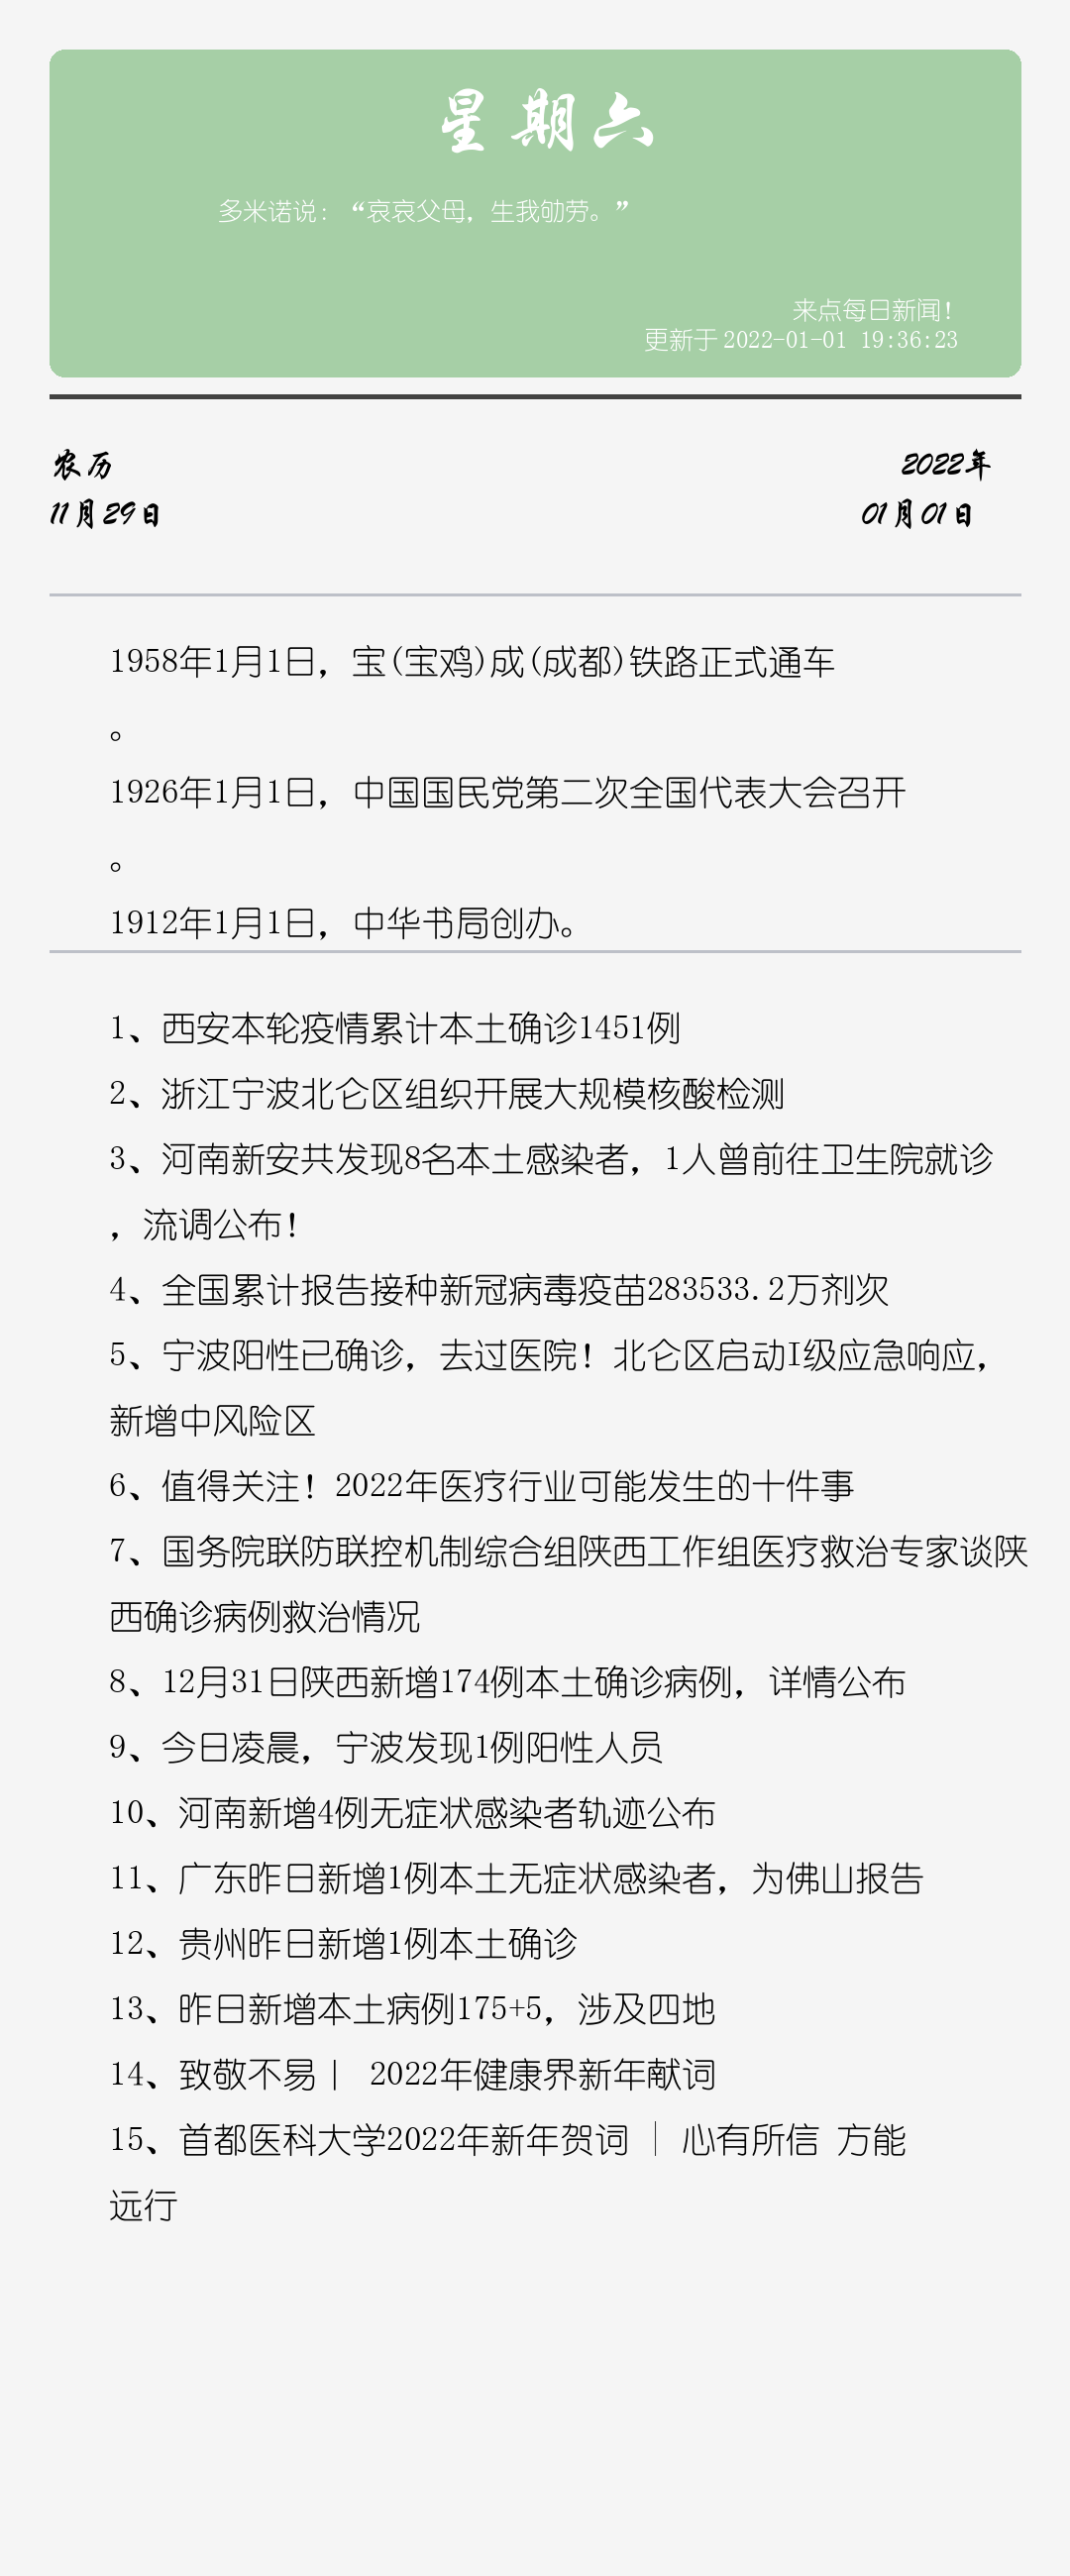 星期六
多米诺说：“哀哀父母，生我劬劳。”
来点每日新闻！
更新于 2022-01-01 19:36:23
农历
2022年
11月29日
01月01日
1958年1月1日，宝(宝鸡)成(成都)铁路正式通车
。
1926年1月1日，中国国民党第二次全国代表大会召开
。
1912年1月1日，中华书局创办。
1、西安本轮疫情累计本土确诊1451例
2、浙江宁波北仑区组织开展大规模核酸检测
3、河南新安共发现8名本土感染者，1人曾前往卫生院就诊
，流调公布！
4、全国累计报告接种新冠病毒疫苗283533.2万剂次
5、宁波阳性已确诊，去过医院！北仑区启动I级应急响应，
新增中风险区
6、值得关注！2022年医疗行业可能发生的十件事
7、国务院联防联控机制综合组陕西工作组医疗救治专家谈陕
西确诊病例救治情况
8、12月31日陕西新增174例本土确诊病例，详情公布
9、今日凌晨，宁波发现1例阳性人员
10、河南新增4例无症状感染者轨迹公布
11、广东昨日新增1例本土无症状感染者，为佛山报告
12、贵州昨日新增1例本土确诊
13、昨日新增本土病例175+5，涉及四地
14、致敬不易｜ 2022年健康界新年献词
15、首都医科大学2022年新年贺词 │ 心有所信 方能
远行